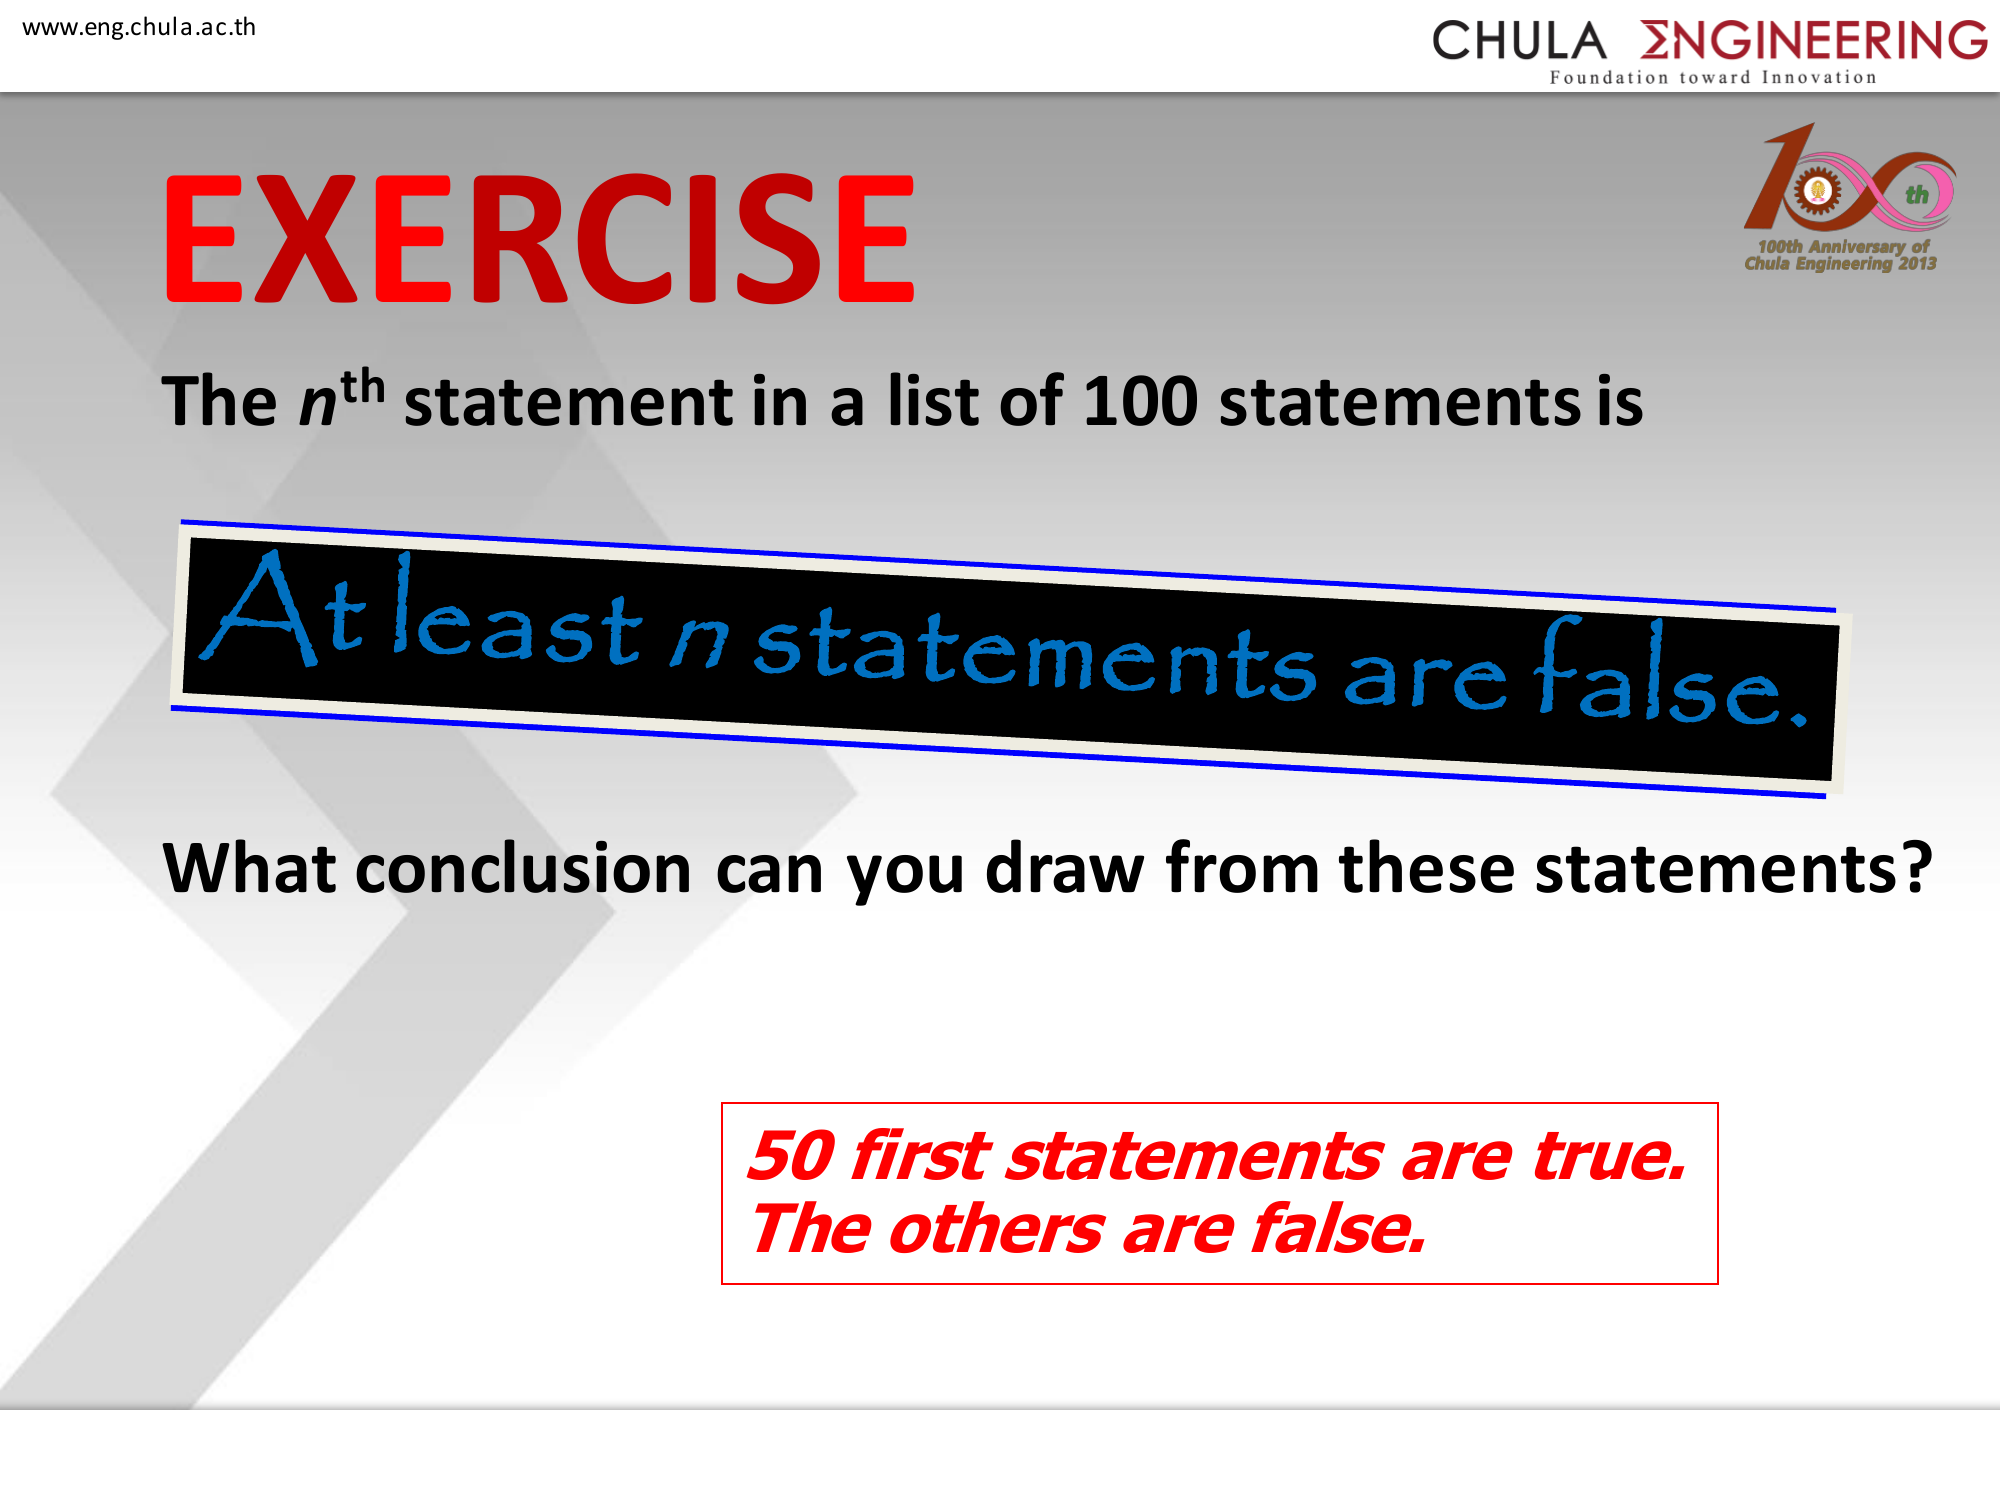 www.eng.chula.ac.th
CHULA ΣNGINEERING
Foundation toward Innovation
100th
100th Anniversary of
Chula Engineering 2013
EXERCISE
The nth statement in a list of 100 statements is
At least n statements are false.
What conclusion can you draw from these statements?
50 first statements are true.
The others are false.